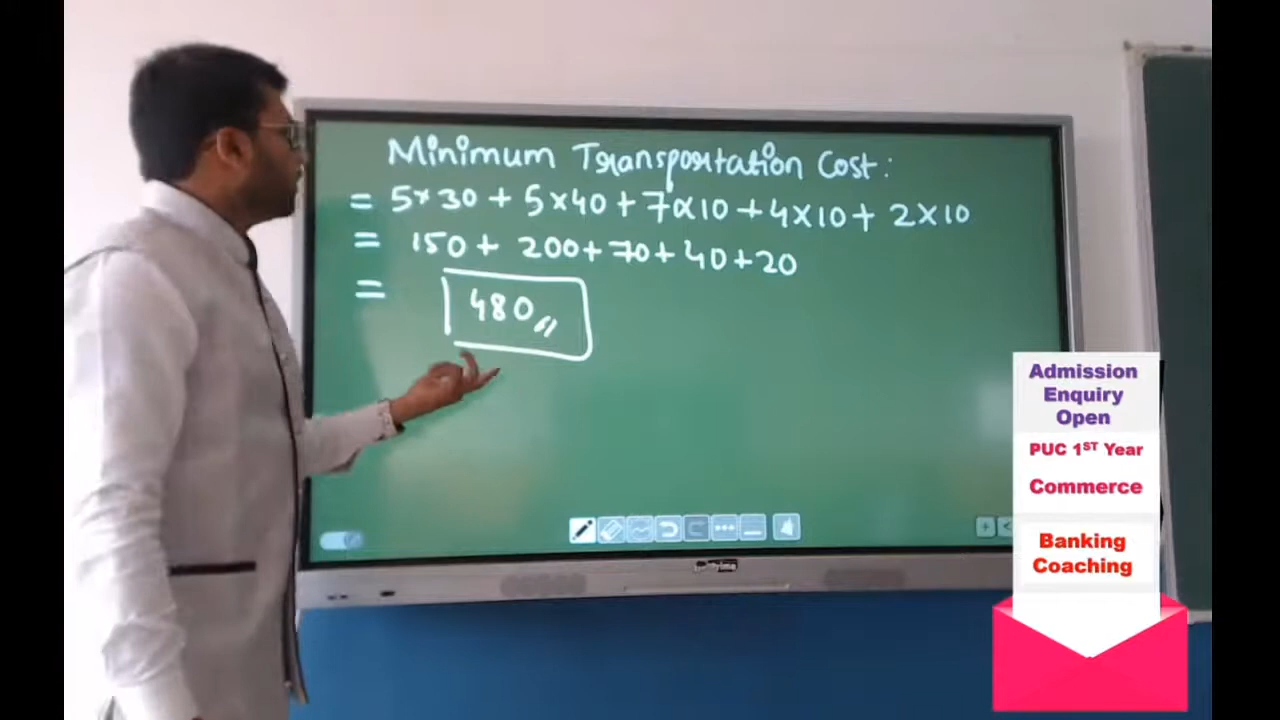 Minimum Transportation Cost:
= 5×30 + 5×40 + 7×10 + 4×10 + 2×10
= 150 + 200 + 70 + 40 + 20
= 480
Admission
Enquiry
Open
PUC 1ST Year
Commerce
Banking
Coaching